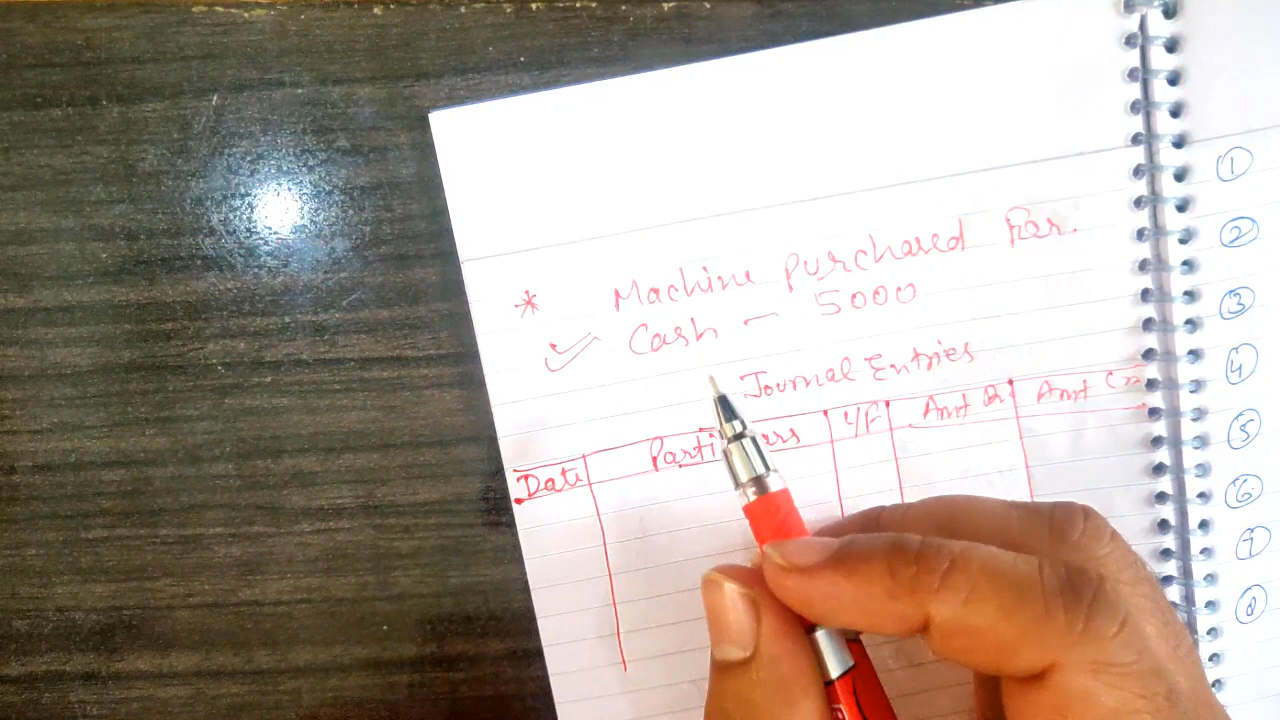 * Machine purchased For.
✓ Cash - 5000
Journal Entries
Date L/F Amt Dr Amt Cr
1
2
3
4
5
6
7
8